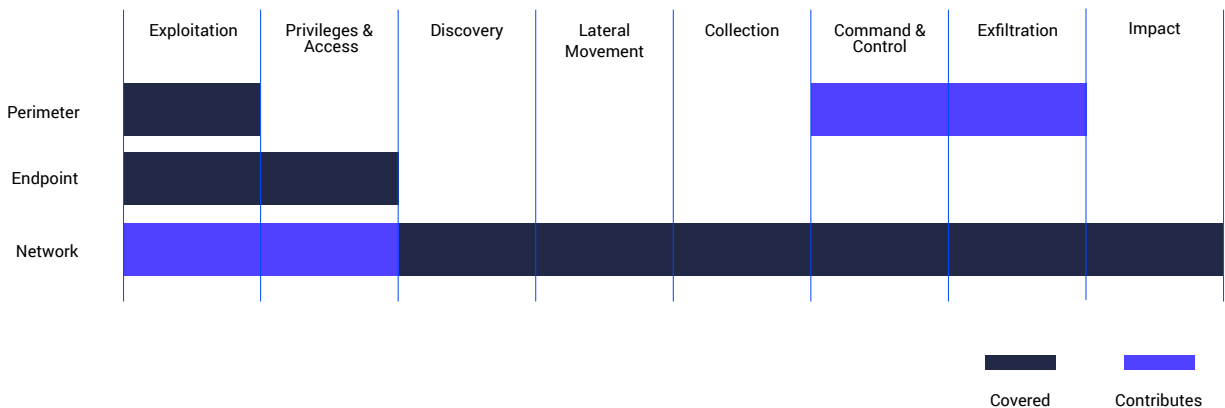 Exploitation
Privileges &
Access
Discovery
Lateral
Movement
Collection
Command &
Control
Exfiltration
Impact
Perimeter
Endpoint
Network
Covered
Contributes